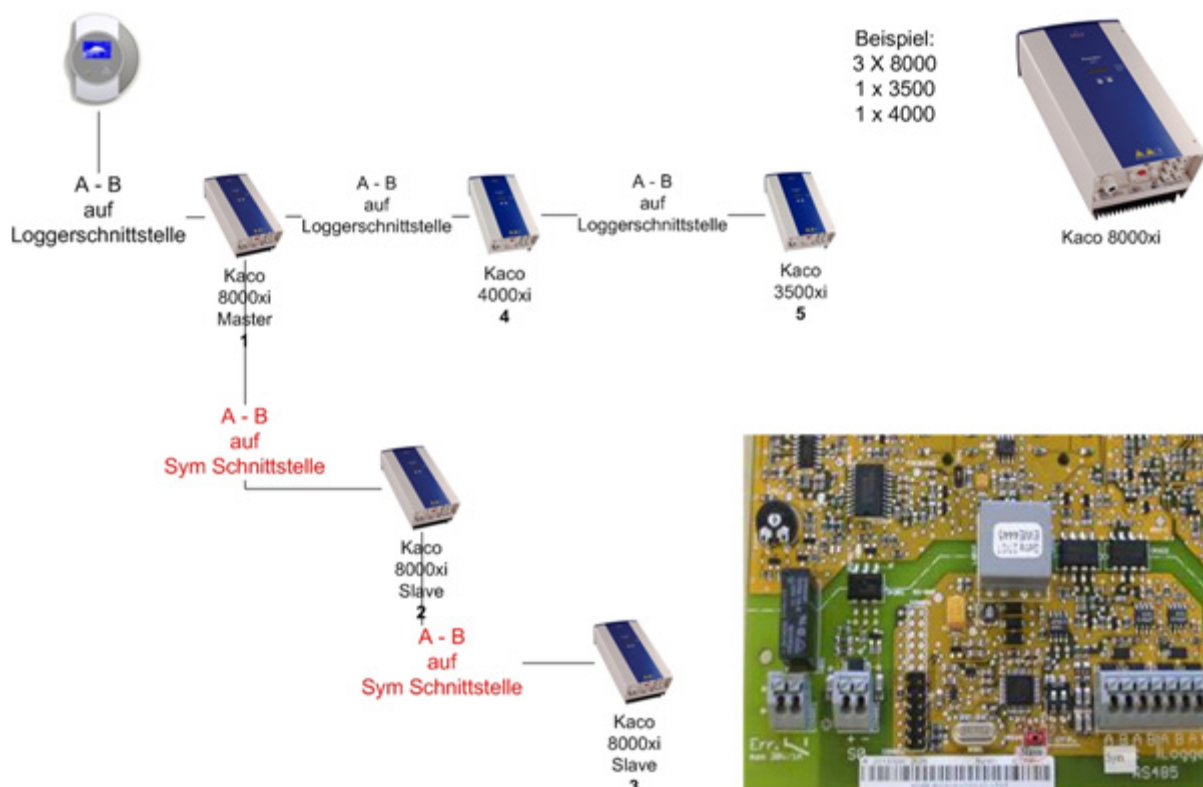 Beispiel:
3 X 8000
1 x 3500
1 x 4000
Kaco 8000xi
A - B
auf
Loggerschnittstelle
A - B
auf
Loggerschnittstelle
A - B
auf
Loggerschnittstelle
Kaco
8000xi
Master
1
Kaco
4000xi
4
Kaco
3500xi
5
A - B
auf
Sym Schnittstelle
Kaco
8000xi
Slave
2
A - B
auf
Sym Schnittstelle
Kaco
8000xi
Slave
3
Err.
S0
Sym.
RS485